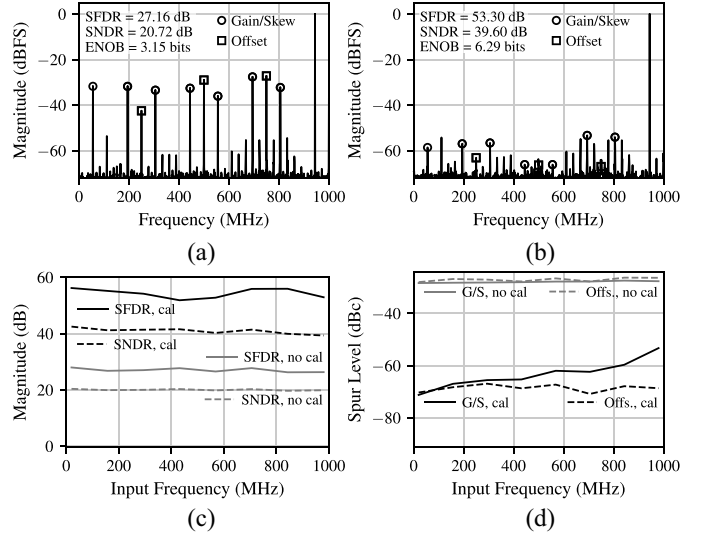 SFDR = 27.16 dB
SNDR = 20.72 dB
ENOB = 3.15 bits
Gain/Skew
Offset
0
−20
−40
−60
Magnitude (dBFS)
0 200 400 600 800 1000
Frequency (MHz)
(a)
SFDR = 53.30 dB
SNDR = 39.60 dB
ENOB = 6.29 bits
Gain/Skew
Offset
0
−20
−40
−60
Magnitude (dBFS)
0 200 400 600 800 1000
Frequency (MHz)
(b)
60
40
20
0
Magnitude (dB)
SFDR, cal
SNDR, cal
SFDR, no cal
SNDR, no cal
0 200 400 600 800 1000
Input Frequency (MHz)
(c)
−40
−60
−80
Spur Level (dBc)
G/S, no cal
Offs., no cal
G/S, cal
Offs., cal
0 200 400 600 800 1000
Input Frequency (MHz)
(d)